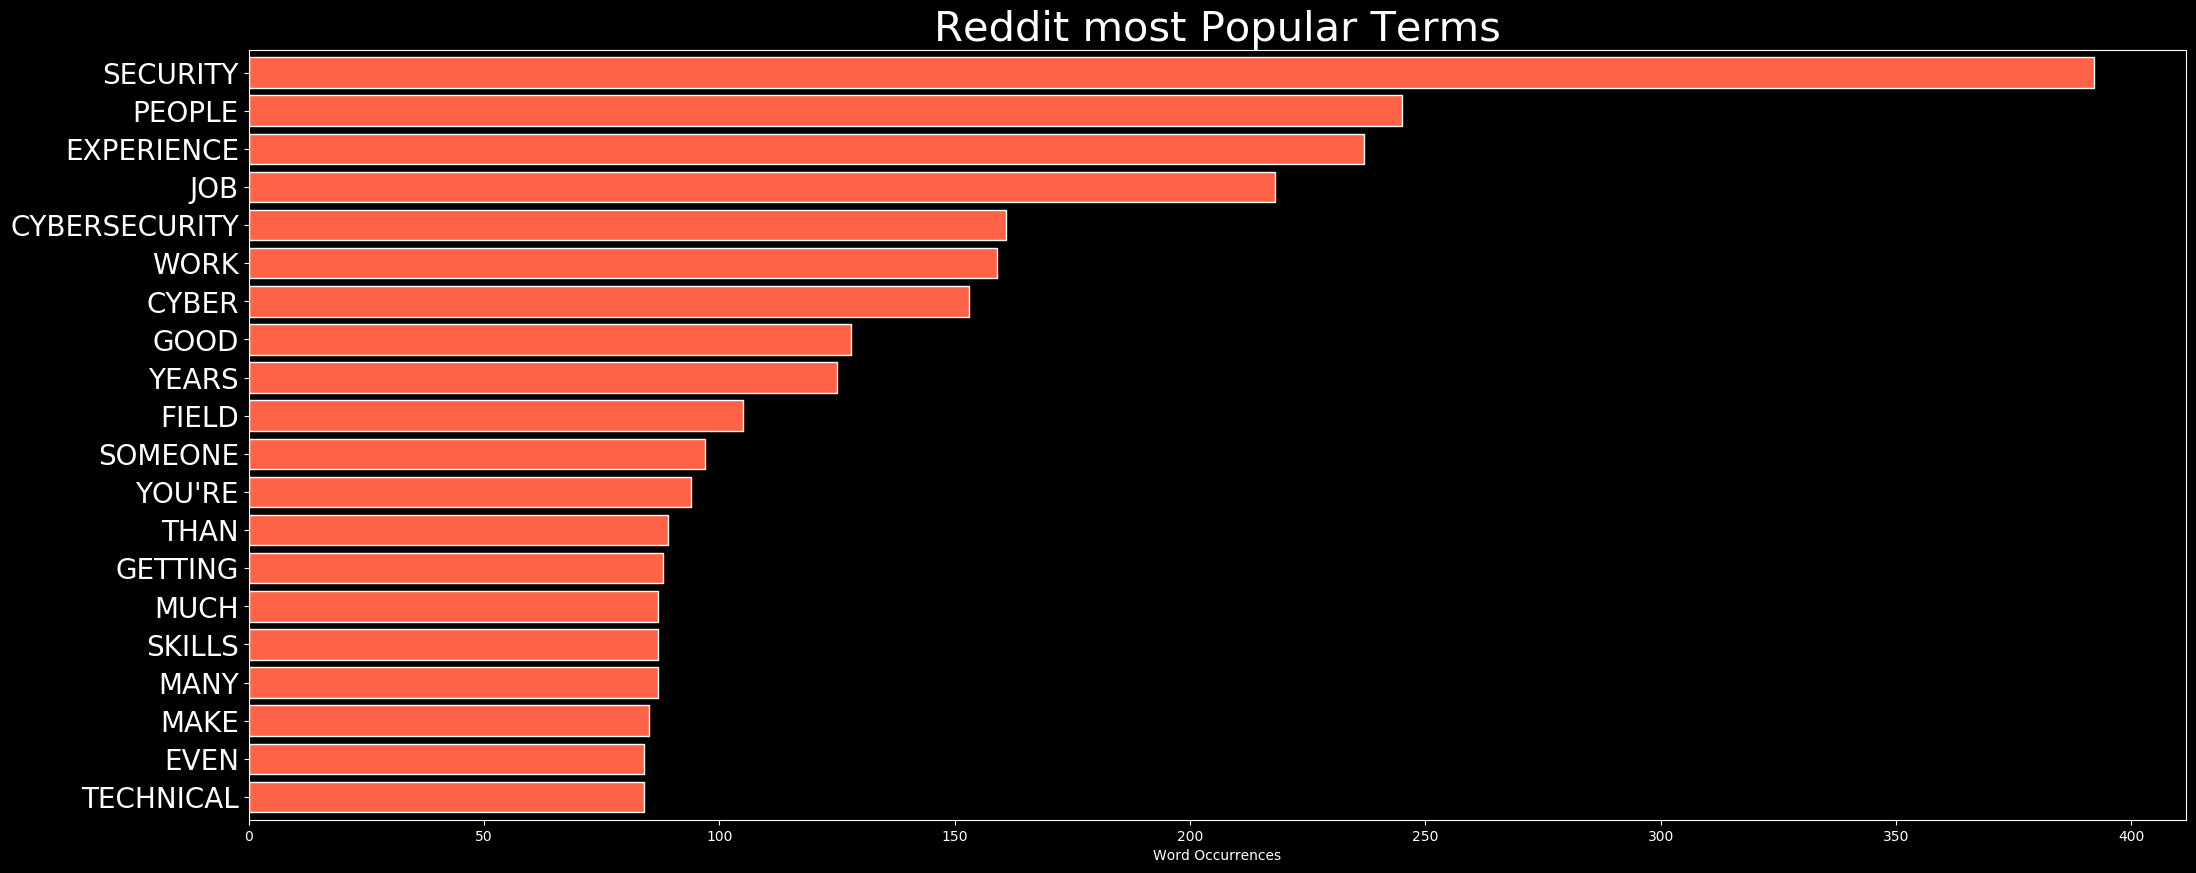 Reddit most Popular Terms
SECURITY
PEOPLE
EXPERIENCE
JOB
CYBERSECURITY
WORK
CYBER
GOOD
YEARS
FIELD
SOMEONE
YOU'RE
THAN
GETTING
MUCH
SKILLS
MANY
MAKE
EVEN
TECHNICAL
0 50 100 150 200 250 300 350 400
Word Occurrences